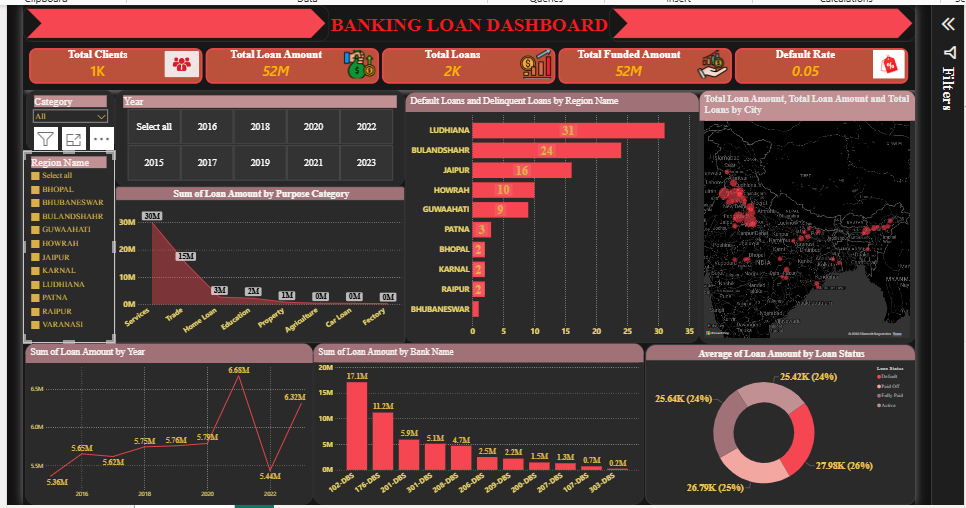 BANKING LOAN DASHBOARD
Total Clients
1K
Total Loan Amount
52M
Total Loans
2K
Total Funded Amount
52M
Default Rate
0.05
Filters
Category
All
Year
Select all 2016 2018 2020 2022
2015 2017 2019 2021 2023
Region Name
Select all
BHOPAL
BHUBANESWAR
BULANDSHAHR
GUWAAHATI
HOWRAH
JAIPUR
KARNAL
LUDHIANA
PATNA
RAIPUR
VARANASI
Sum of Loan Amount by Purpose Category
30M
20M
10M
0M
30M
15M
3M
2M
1M
0M
0M
0M
Services
Trade
Home Loan
Education
Property
Agriculture
Car Loan
Factory
Default Loans and Delinquent Loans by Region Name
LUDHIANA 31
BULANDSHAHR 24
JAIPUR 16
HOWRAH 10
GUWAAHATI 9
PATNA 3
BHOPAL 2
KARNAL 2
RAIPUR 2
BHUBANESWAR
0 5 10 15 20 25 30 35
Total Loan Amount, Total Loan Amount and Total
Loans by City
INDIA
Sum of Loan Amount by Year
6.5M
6.0M
5.5M
5.36M
5.65M
5.62M
5.75M
5.76M
5.79M
6.68M
5.44M
6.32M
2016 2018 2020 2022
Sum of Loan Amount by Bank Name
20M
15M
10M
5M
0M
17.1M
11.2M
5.9M
5.1M
4.7M
2.5M
2.2M
1.5M
1.3M
0.7M
0.2M
102-DBS
176-DBS
201-DBS
301-DBS
208-DBS
206-DBS
209-DBS
200-DBS
207-DBS
107-DBS
303-DBS
Average of Loan Amount by Loan Status
25.42K (24%)
25.64K (24%)
27.98K (26%)
26.79K (25%)
Loan Status
Default
Paid Off
Fully Paid
Active